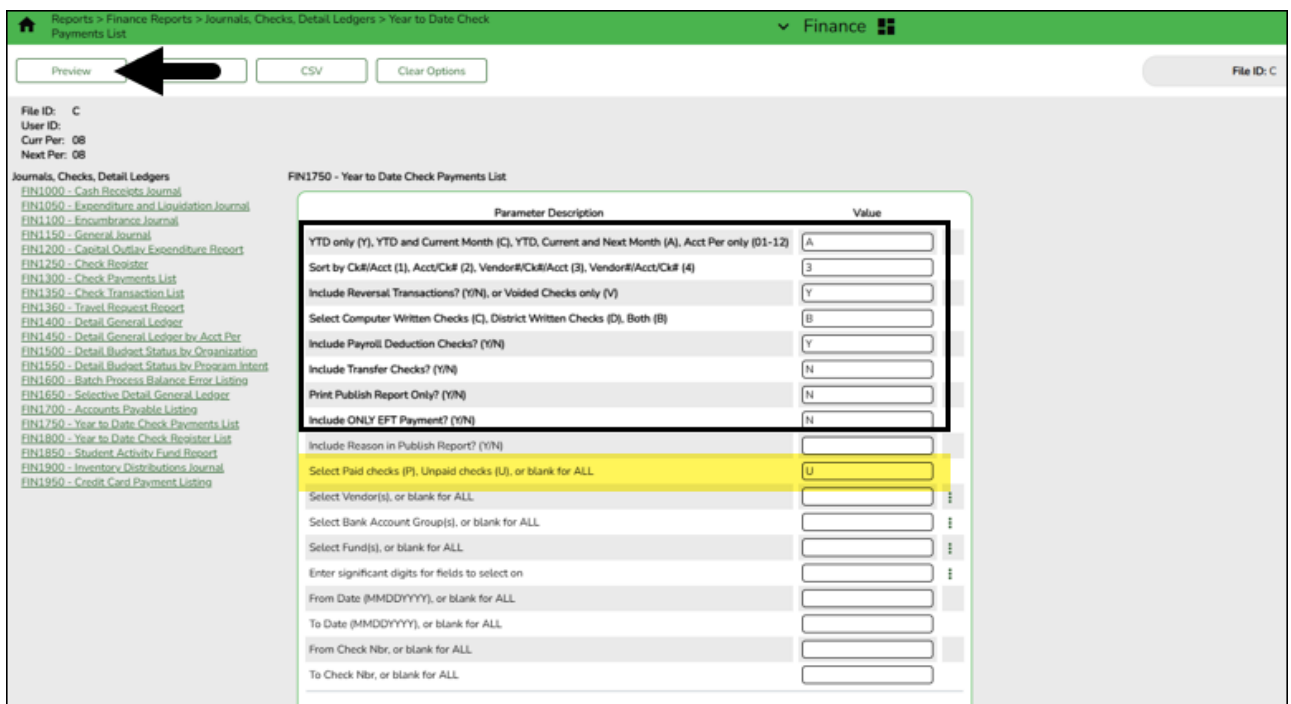 Reports > Finance Reports > Journals, Checks, Detail Ledgers > Year to Date Check
Payments List
Finance
Preview
CSV
Clear Options
File ID: C
File ID: C
User ID:
Curr Per: 08
Next Per: 08
Journals, Checks, Detail Ledgers
FIN1000 - Cash Receipts Journal
FIN1050 - Expenditure and Liquidation Journal
FIN1100 - Encumbrance Journal
FIN1150 - General Journal
FIN1200 - Capital Outlay Expenditure Report
FIN1250 - Check Register
FIN1300 - Check Payments List
FIN1350 - Check Transaction List
FIN1360 - Travel Request Report
FIN1400 - Detail General Ledger
FIN1450 - Detail General Ledger by Acct Per
FIN1500 - Detail Budget Status by Organization
FIN1550 - Detail Budget Status by Program Intent
FIN1600 - Batch Process Balance Error Listing
FIN1650 - Selective Detail General Ledger
FIN1700 - Accounts Payable Listing
FIN1750 - Year to Date Check Payments List
FIN1800 - Year to Date Check Register List
FIN1850 - Student Activity Fund Report
FIN1900 - Inventory Distributions Journal
FIN1950 - Credit Card Payment Listing
FIN1750 - Year to Date Check Payments List
Parameter Description Value
YTD only (Y), YTD and Current Month (C), YTD, Current and Next Month (A), Acct Per only (01-12) A
Sort by Ck#/Acct (1), Acct/Ck# (2), Vendor#/Ck#/Acct (3), Vendor#/Acct/Ck# (4) 3
Include Reversal Transactions? (Y/N), or Voided Checks only (V) Y
Select Computer Written Checks (C), District Written Checks (D), Both (B) B
Include Payroll Deduction Checks? (Y/N) Y
Include Transfer Checks? (Y/N) N
Print Publish Report Only? (Y/N) N
Include ONLY EFT Payment? (Y/N) N
Include Reason in Publish Report? (Y/N)
Select Paid checks (P), Unpaid checks (U), or blank for ALL U
Select Vendor(s), or blank for ALL
Select Bank Account Group(s), or blank for ALL
Select Fund(s), or blank for ALL
Enter significant digits for fields to select on
From Date (MMDDYYYY), or blank for ALL
To Date (MMDDYYYY), or blank for ALL
From Check Nbr, or blank for ALL
To Check Nbr, or blank for ALL